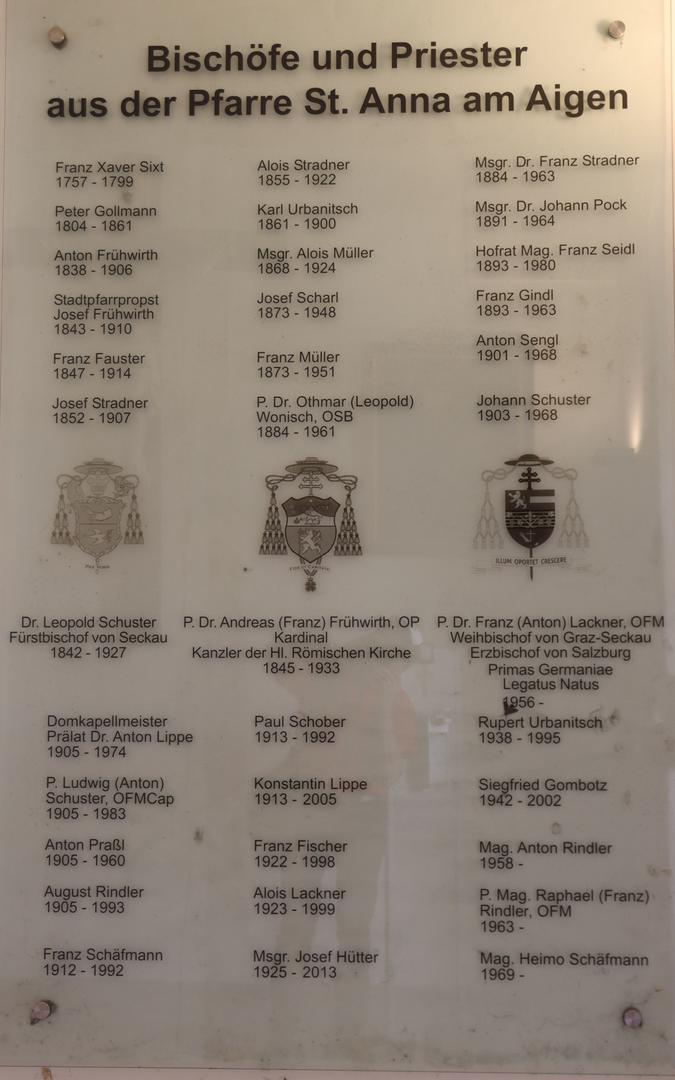 Bischöfe und Priester
aus der Pfarre St. Anna am Aigen
Franz Xaver Sixt
1757 - 1799
Peter Gollmann
1804 - 1861
Anton Frühwirth
1838 - 1906
Stadtpfarrpropst
Josef Frühwirth
1843 - 1910
Franz Fauster
1847 - 1914
Josef Stradner
1852 - 1907
Alois Stradner
1855 - 1922
Karl Urbanitsch
1861 - 1900
Msgr. Alois Müller
1868 - 1924
Josef Scharl
1873 - 1948
Franz Müller
1873 - 1951
P. Dr. Othmar (Leopold)
Wonisch, OSB
1884 - 1961
Msgr. Dr. Franz Stradner
1884 - 1963
Msgr. Dr. Johann Pock
1891 - 1964
Hofrat Mag. Franz Seidl
1893 - 1980
Franz Gindl
1893 - 1963
Anton Sengl
1901 - 1968
Johann Schuster
1903 - 1968
ILLUM OPORTET CRESCERE
Dr. Leopold Schuster
Fürstbischof von Seckau
1842 - 1927
P. Dr. Andreas (Franz) Frühwirth, OP
Kardinal
Kanzler der Hl. Römischen Kirche
1845 - 1933
P. Dr. Franz (Anton) Lackner, OFM
Weihbischof von Graz-Seckau
Erzbischof von Salzburg
Primas Germaniae
Legatus Natus
1956 -
Domkapellmeister
Prälat Dr. Anton Lippe
1905 - 1974
P. Ludwig (Anton)
Schuster, OFMCap
1905 - 1983
Anton Praßl
1905 - 1960
August Rindler
1905 - 1993
Franz Schäfmann
1912 - 1992
Paul Schober
1913 - 1992
Konstantin Lippe
1913 - 2005
Franz Fischer
1922 - 1998
Alois Lackner
1923 - 1999
Msgr. Josef Hütter
1925 - 2013
Rupert Urbanitsch
1938 - 1995
Siegfried Gombotz
1942 - 2002
Mag. Anton Rindler
1958 -
P. Mag. Raphael (Franz)
Rindler, OFM
1963 -
Mag. Heimo Schäfmann
1969 -